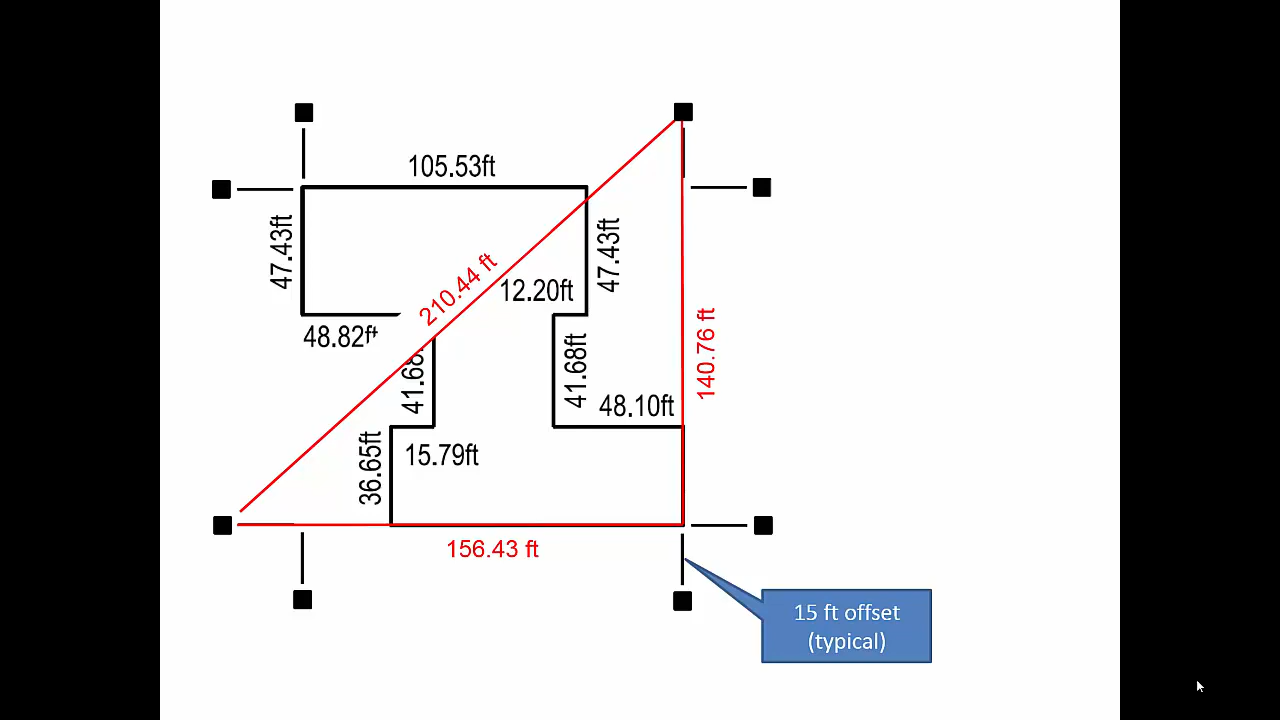 105.53ft
47.43ft
47.43ft
210.44 ft
12.20ft
48.82ft
140.76 ft
41.68
41.68ft
48.10ft
36.65ft
15.79ft
156.43 ft
15 ft offset
(typical)